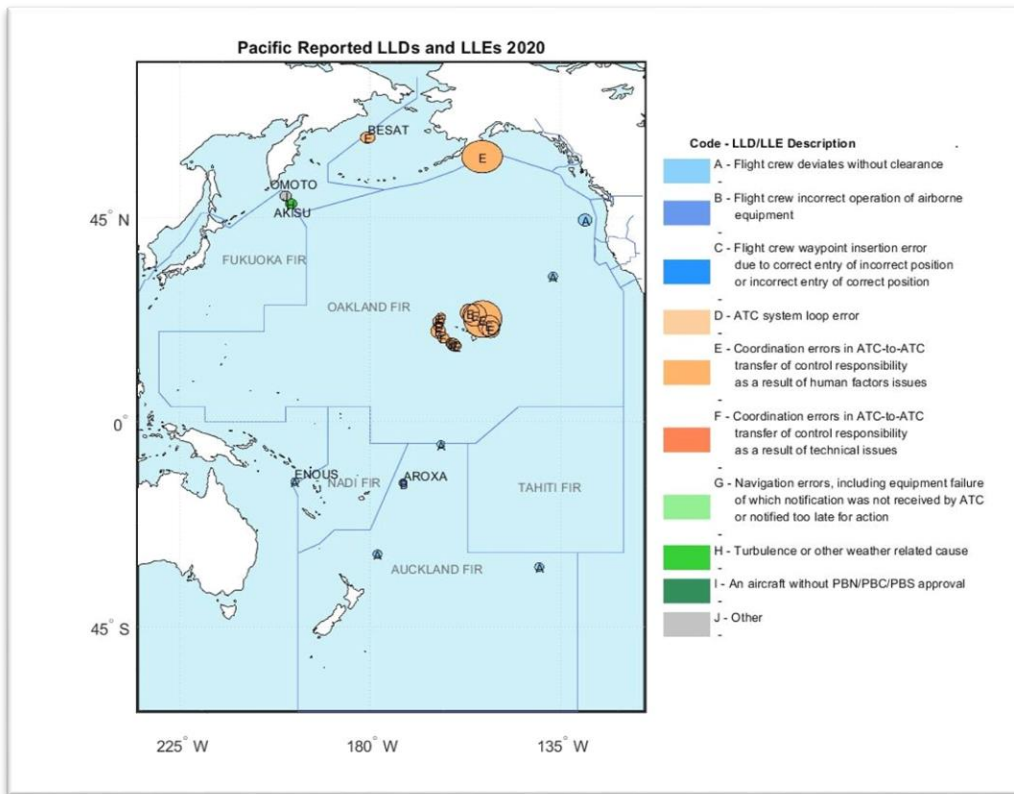 Pacific Reported LLDs and LLEs 2020
BESAT
E
E
OMOTO
AKISU
45° N
A
FUKUOKA FIR
A
OAKLAND FIR
E
E
E
E
0°
A
ENOUS
A
NADI FIR
AROXA
TAHITI FIR
A
AUCKLAND FIR
A
45° S
225° W
180° W
135° W
Code - LLD/LLE Description
-
A - Flight crew deviates without clearance
-
B - Flight crew incorrect operation of airborne
equipment
-
C - Flight crew waypoint insertion error
due to correct entry of incorrect position
or incorrect entry of correct position
-
D - ATC system loop error
-
E - Coordination errors in ATC-to-ATC
transfer of control responsibility
as a result of human factors issues
-
F - Coordination errors in ATC-to-ATC
transfer of control responsibility
as a result of technical issues
-
G - Navigation errors, including equipment failure
of which notification was not received by ATC
or notified too late for action
-
H - Turbulence or other weather related cause
-
I - An aircraft without PBN/PBC/PBS approval
-
J - Other
-